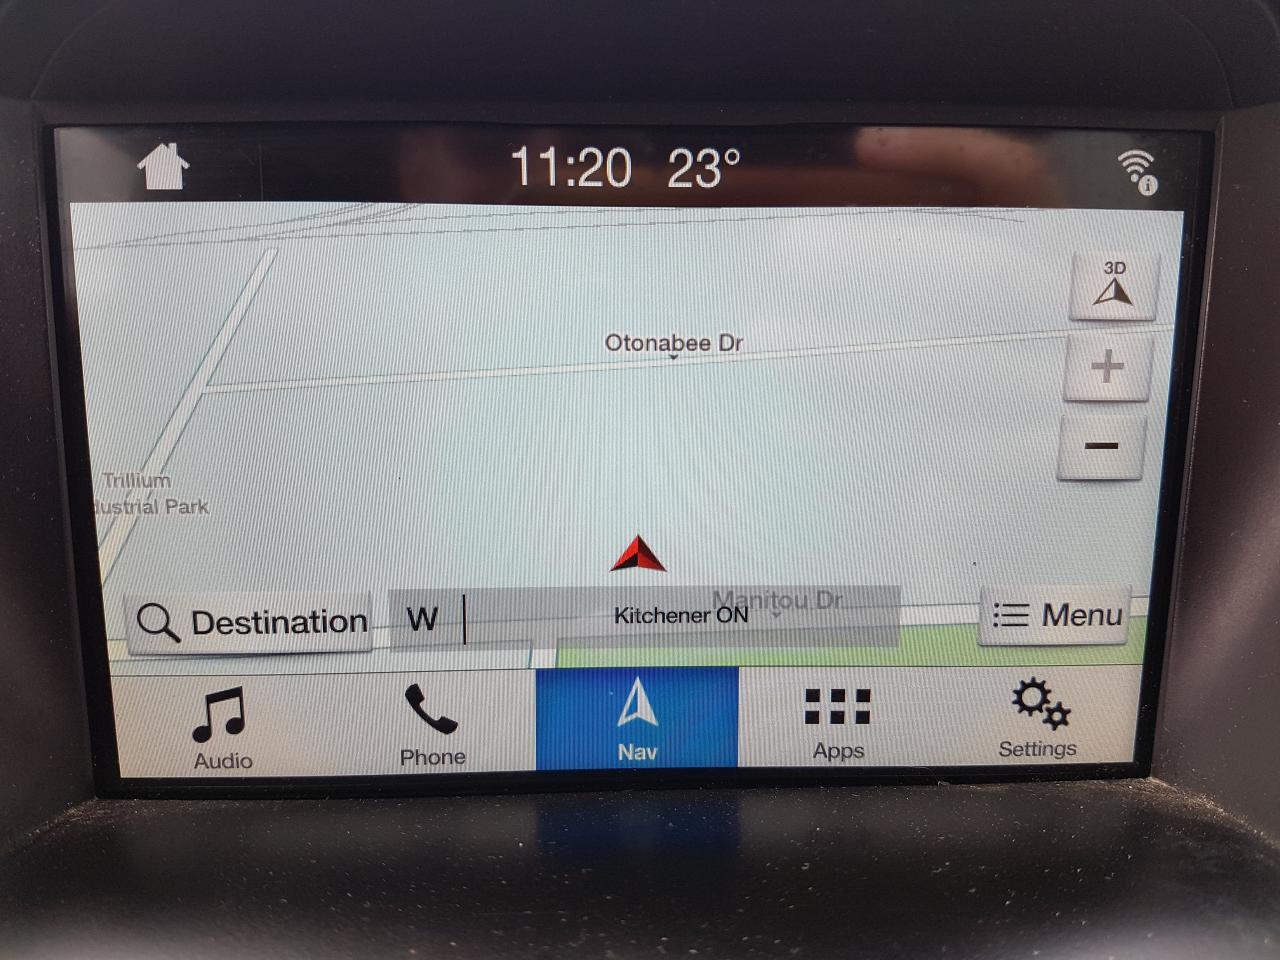 11:20 23°
3D
Otonabee Dr
+
−
Trillium
ustrial Park
Manitou Dr
Destination
W
Kitchener ON
Menu
Audio
Phone
Nav
Apps
Settings